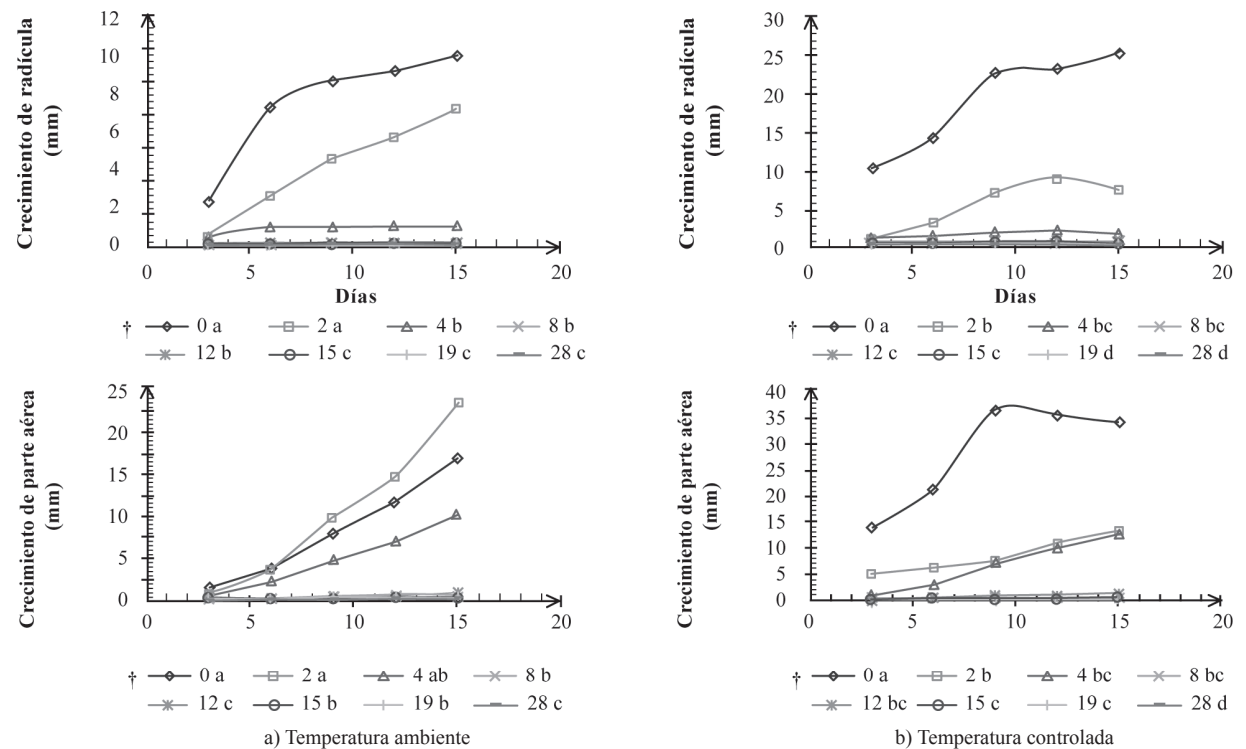 Crecimiento de radícula
(mm)
12
10
8
6
4
2
0
0 5 10 15 20
Días
† 0 a 2 a 4 b 8 b
12 b 15 c 19 c 28 c
Crecimiento de radícula
(mm)
30
25
20
15
10
5
0
0 5 10 15 20
Días
† 0 a 2 b 4 bc 8 bc
12 c 15 c 19 d 28 d
Crecimiento de parte aérea
(mm)
25
20
15
10
5
0
0 5 10 15 20
† 0 a 2 a 4 ab 8 b
12 c 15 b 19 b 28 c
a) Temperatura ambiente
Crecimiento de parte aérea
(mm)
40
35
30
25
20
15
10
5
0
0 5 10 15 20
† 0 a 2 b 4 bc 8 bc
12 bc 15 c 19 c 28 d
b) Temperatura controlada